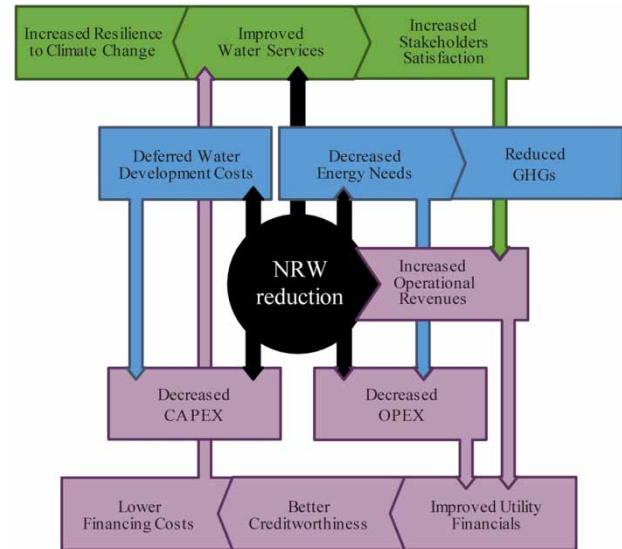 Increased Resilience
to Climate Change
Improved
Water Services
Increased
Stakeholders
Satisfaction
Deferred Water
Development Costs
Decreased
Energy Needs
Reduced
GHGs
NRW
reduction
Increased
Operational
Revenues
Decreased
CAPEX
Decreased
OPEX
Lower
Financing Costs
Better
Creditworthiness
Improved Utility
Financials